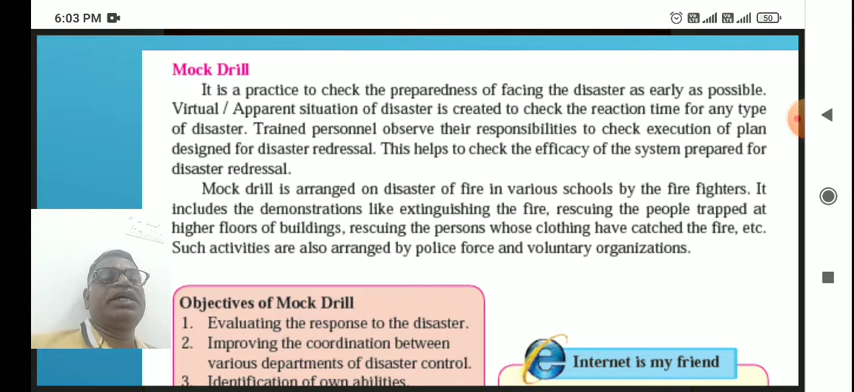 6:03 PM
50
Mock Drill
It is a practice to check the preparedness of facing the disaster as early as possible.
Virtual / Apparent situation of disaster is created to check the reaction time for any type
of disaster. Trained personnel observe their responsibilities to check execution of plan
designed for disaster redressal. This helps to check the efficacy of the system prepared for
disaster redressal.
Mock drill is arranged on disaster of fire in various schools by the fire fighters. It
includes the demonstrations like extinguishing the fire, rescuing the people trapped at
higher floors of buildings, rescuing the persons whose clothing have catched the fire, etc.
Such activities are also arranged by police force and voluntary organizations.
Objectives of Mock Drill
1. Evaluating the response to the disaster.
2. Improving the coordination between
various departments of disaster control.
3. Identification of own abilities.
Internet is my friend